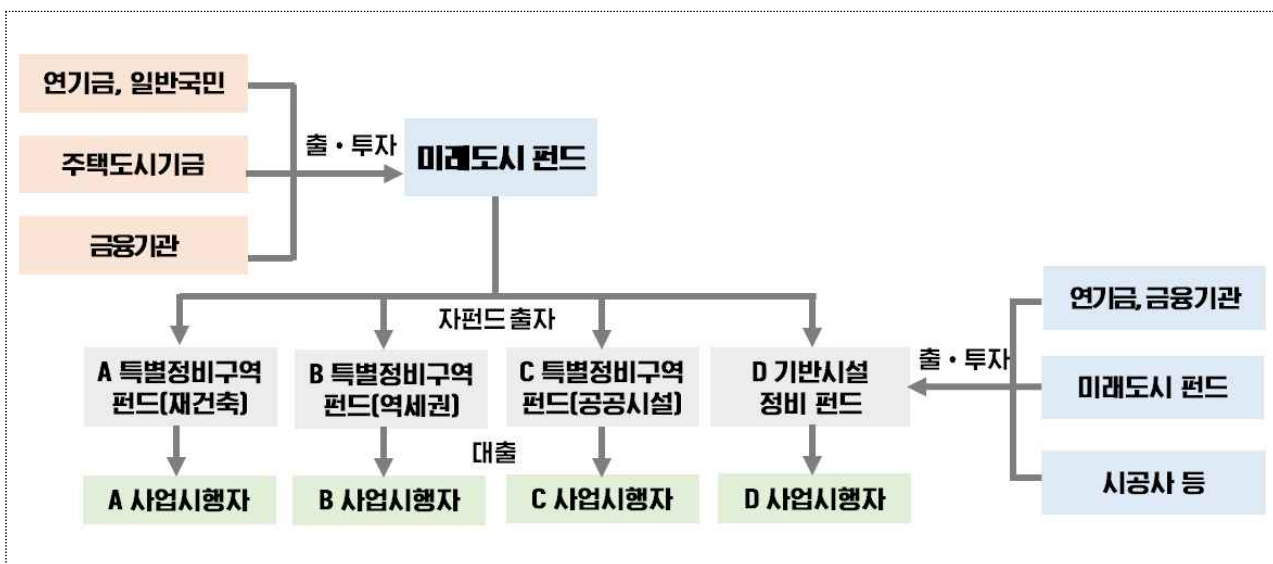 연기금, 일반국민
주택도시기금
금융기관
출・투자
미래도시 펀드
자펀드 출자
A 특별정비구역
펀드(재건축)
B 특별정비구역
펀드(역세권)
C 특별정비구역
펀드(공공시설)
D 기반시설
정비 펀드
출・투자
연기금, 금융기관
미래도시 펀드
시공사 등
대출
A 사업시행자
B 사업시행자
C 사업시행자
D 사업시행자